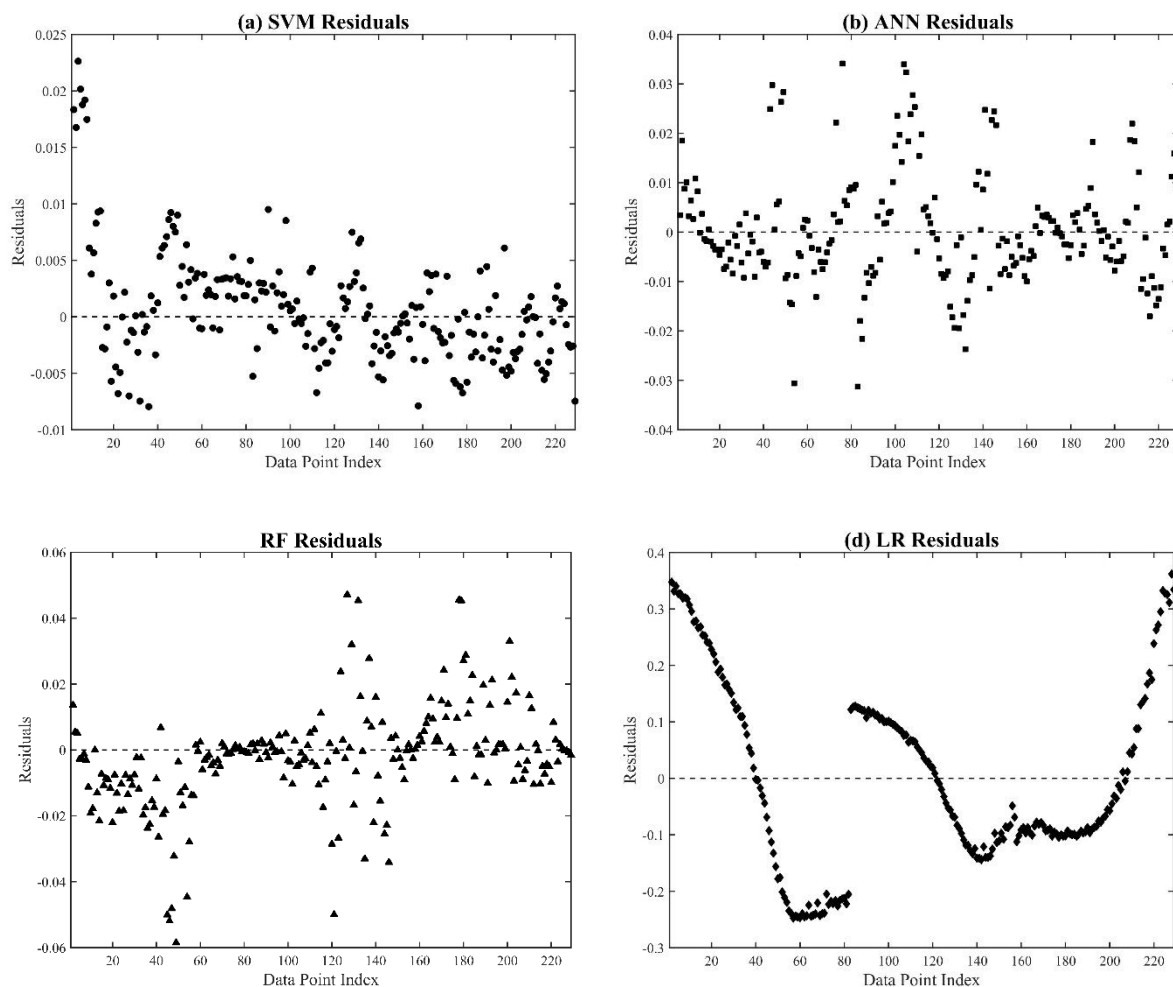 (a) SVM Residuals
0.025
0.02
0.015
0.01
0.005
0
-0.005
-0.01
Residuals
20 40 60 80 100 120 140 160 180 200 220
Data Point Index
(b) ANN Residuals
0.04
0.03
0.02
0.01
0
-0.01
-0.02
-0.03
-0.04
Residuals
20 40 60 80 100 120 140 160 180 200 220
Data Point Index
RF Residuals
0.06
0.04
0.02
0
-0.02
-0.04
-0.06
Residuals
20 40 60 80 100 120 140 160 180 200 220
Data Point Index
(d) LR Residuals
0.4
0.3
0.2
0.1
0
-0.1
-0.2
-0.3
Residuals
20 40 60 80 100 120 140 160 180 200 220
Data Point Index